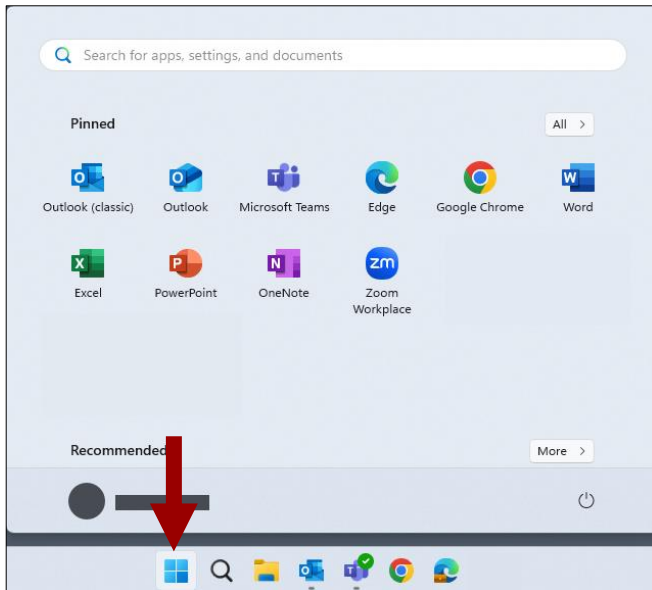 Search for apps, settings, and documents
Pinned
All >
Outlook (classic) Outlook Microsoft Teams Edge Google Chrome Word
Excel PowerPoint OneNote Zoom
Workplace
Recommended
More >